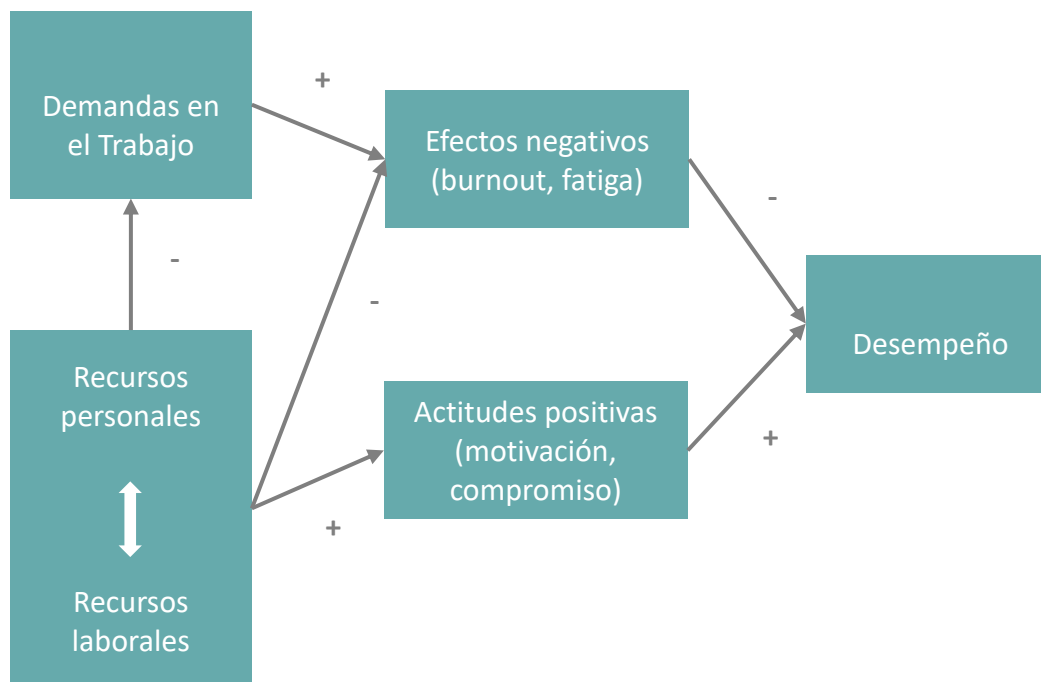 Demandas en
el Trabajo
+
Efectos negativos
(burnout, fatiga)
-
-
-
Desempeño
Recursos
personales
Actitudes positivas
(motivación,
compromiso)
+
+
Recursos
laborales